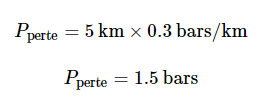 P_perte = 5 km × 0.3 bars/km
P_perte = 1.5 bars